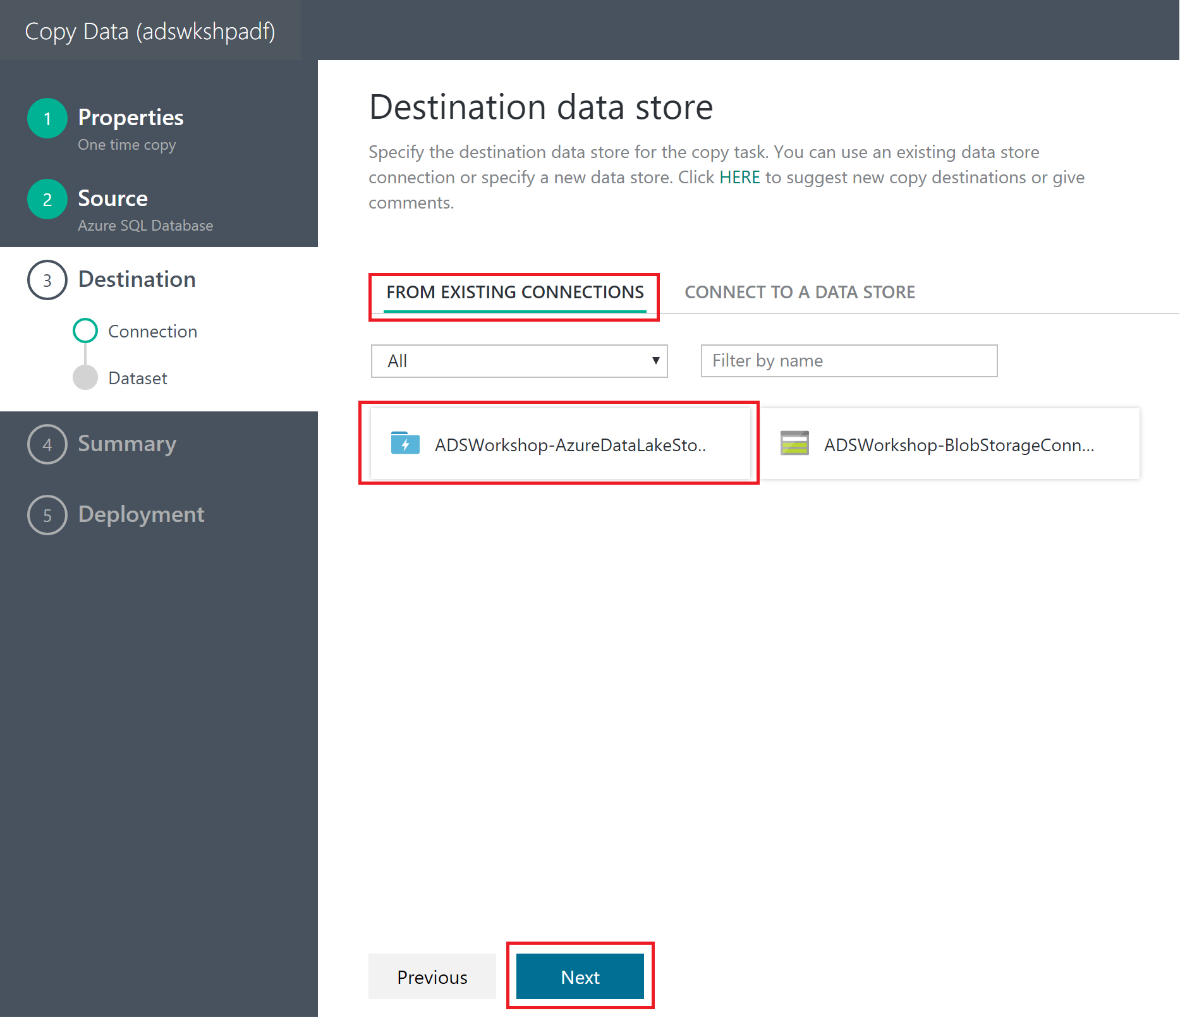 Copy Data (adswkshpadf)
1 Properties
One time copy
2 Source
Azure SQL Database
3 Destination
Connection
Dataset
4 Summary
5 Deployment
Destination data store
Specify the destination data store for the copy task. You can use an existing data store
connection or specify a new data store. Click HERE to suggest new copy destinations or give
comments.
FROM EXISTING CONNECTIONS CONNECT TO A DATA STORE
All Filter by name
ADSWorkshop-AzureDataLakeSto.. ADSWorkshop-BlobStorageConn...
Previous Next